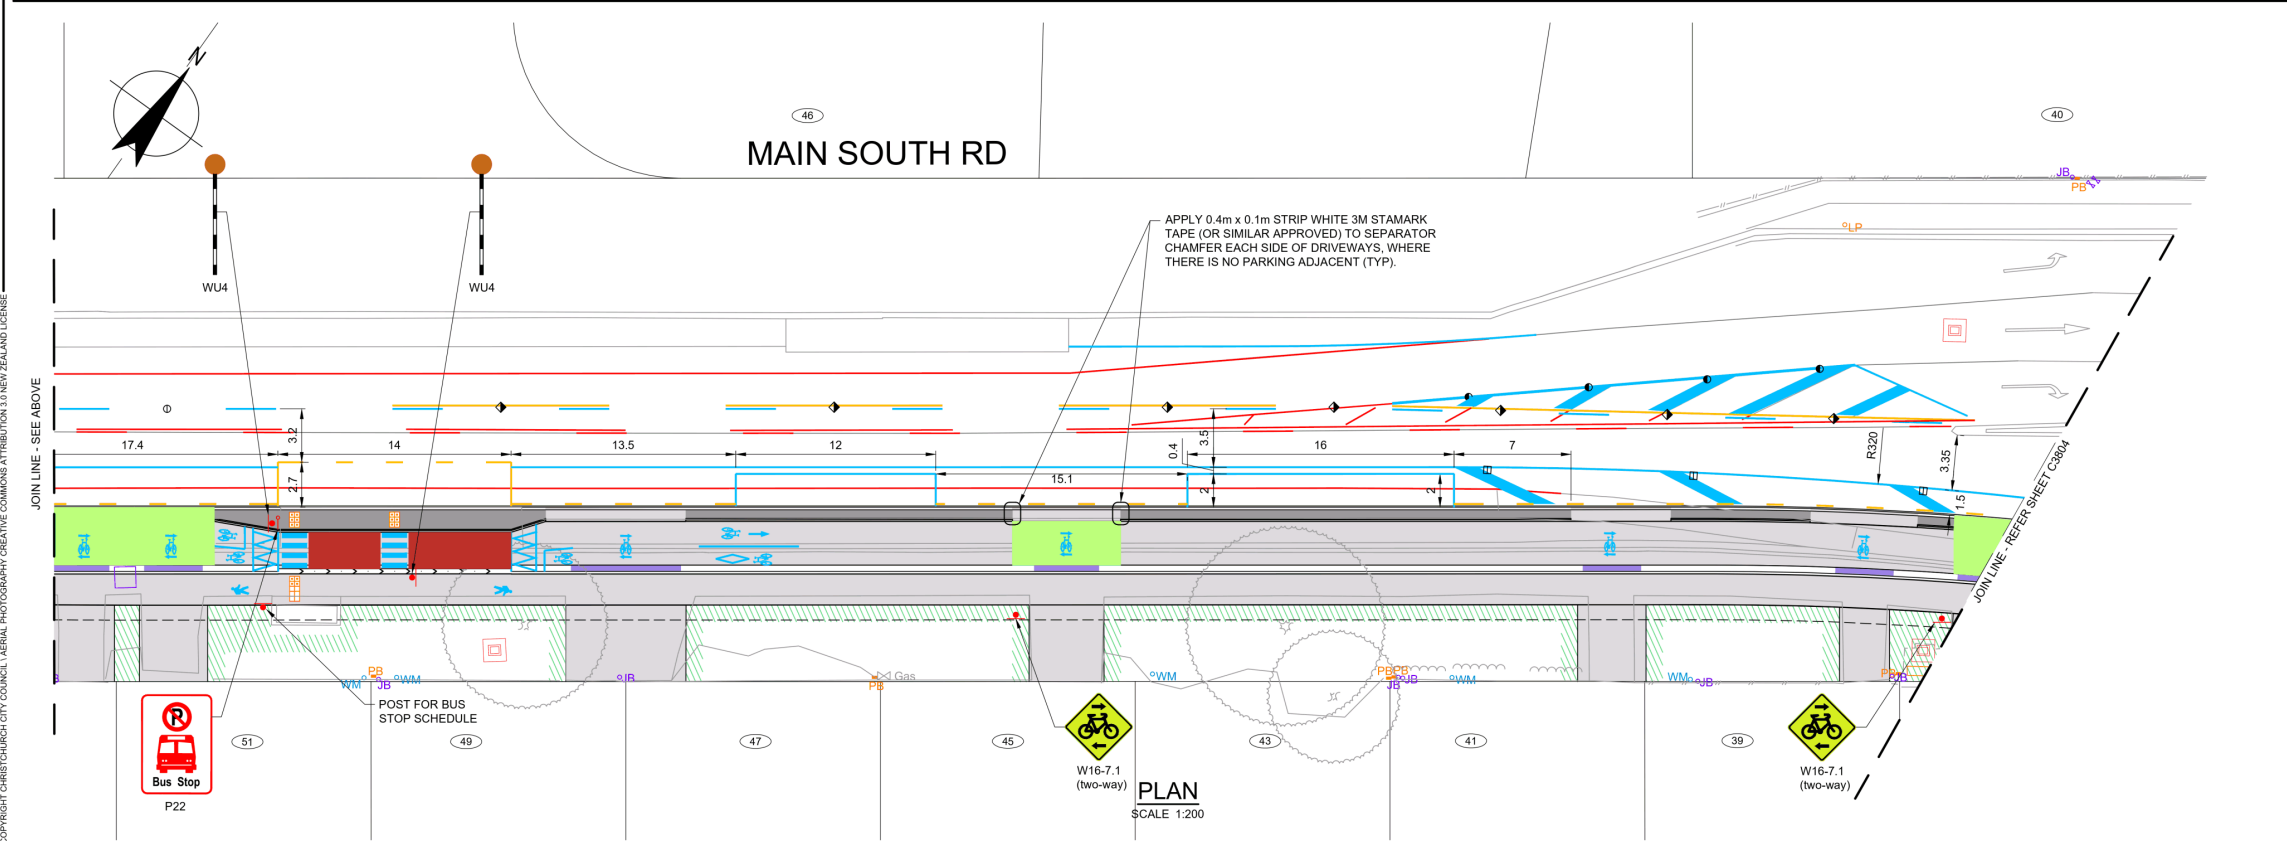 N
46
40
MAIN SOUTH RD
JB
PB
LP
WU4
WU4
APPLY 0.4m x 0.1m STRIP WHITE 3M STAMARK
TAPE (OR SIMILAR APPROVED) TO SEPARATOR
CHAMFER EACH SIDE OF DRIVEWAYS, WHERE
THERE IS NO PARKING ADJACENT (TYP).
COPYRIGHT CHRISTCHURCH CITY COUNCIL \ AERIAL PHOTOGRAPHY CREATIVE COMMONS ATTRIBUTION 3.0 NEW ZEALAND LICENSE
JOIN LINE - SEE ABOVE
17.4
3.2
14
13.5
12
0.4
3.5
16
7
R320
3.35
2.7
15.1
2
2
1.5
JOIN LINE - REFER SHEET C3804
B
WM
PB
JB
WM
JB
PB
Gas
WM
PB
PB
JB
JB
WM
WM
JB
PB
JB
POST FOR BUS
STOP SCHEDULE
P
Bus Stop
P22
51
49
47
45
43
41
39
W16-7.1
(two-way)
W16-7.1
(two-way)
PLAN
SCALE 1:200